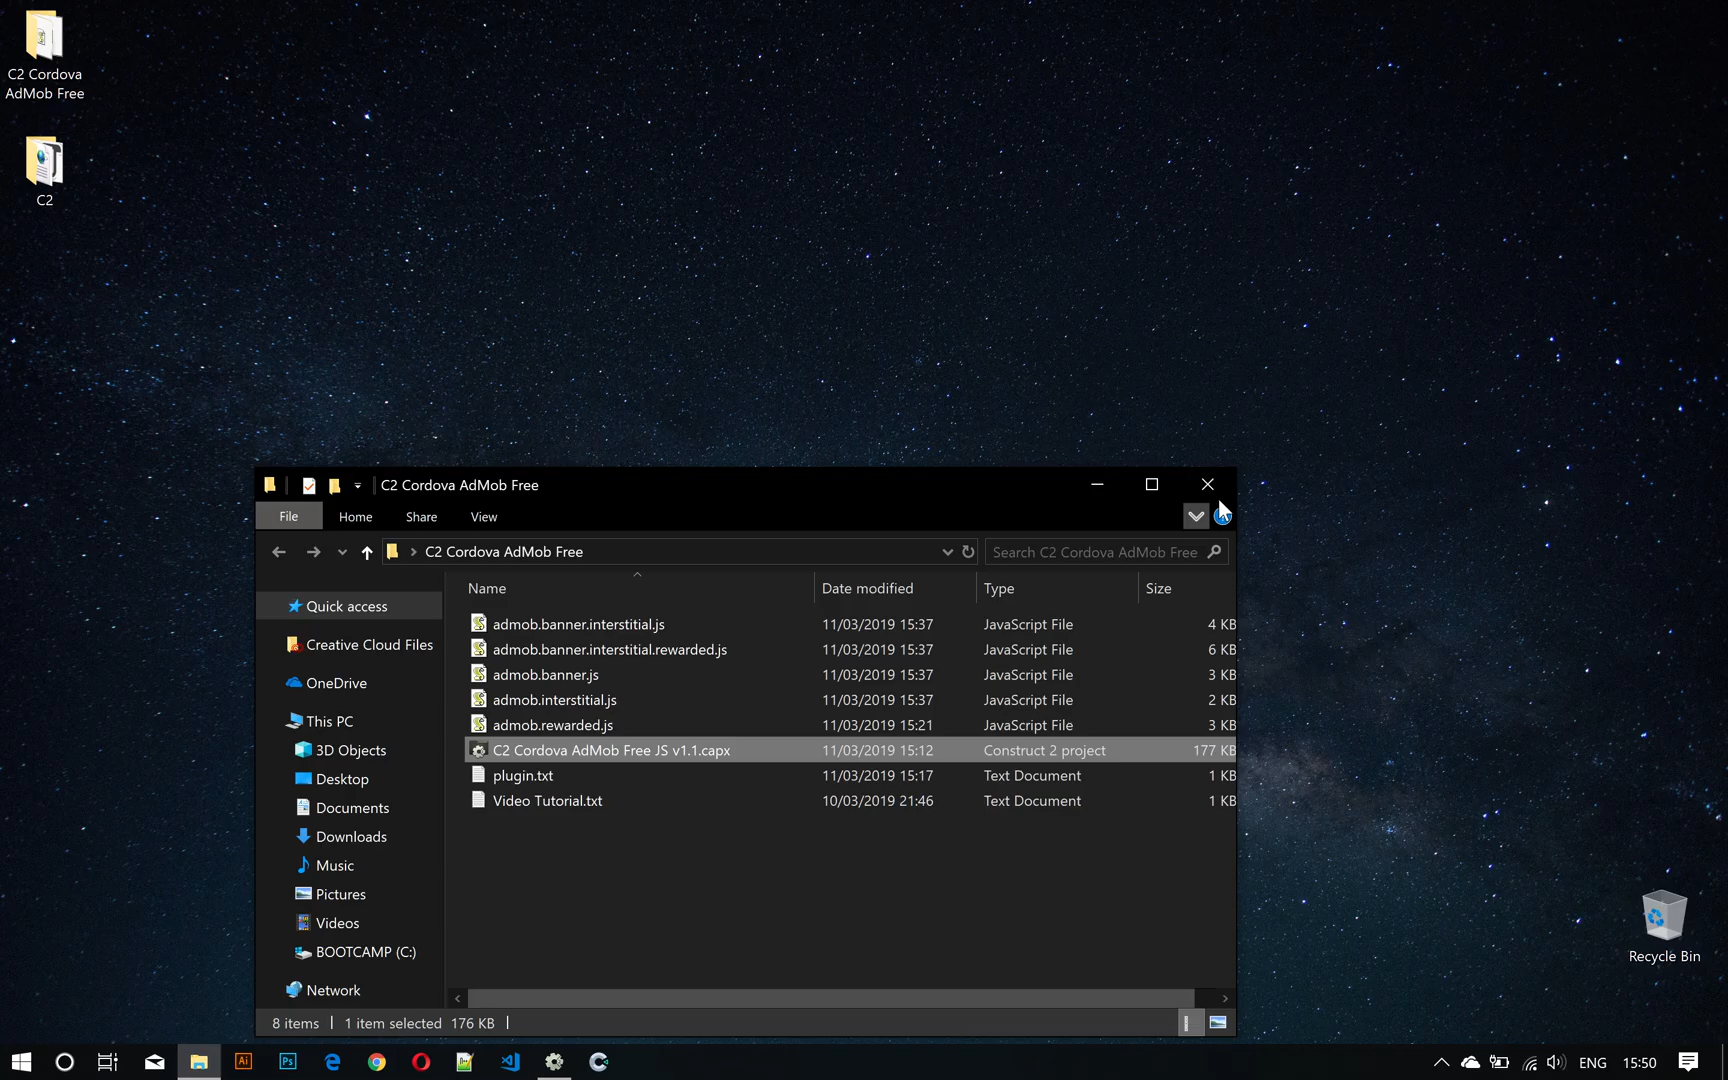 C2 Cordova
AdMob Free
C2
C2 Cordova AdMob Free
File Home Share View
C2 Cordova AdMob Free
Search C2 Cordova AdMob Free
Name Date modified Type Size
Quick access
Creative Cloud Files
OneDrive
This PC
3D Objects
Desktop
Documents
Downloads
Music
Pictures
Videos
BOOTCAMP (C:)
Network
admob.banner.interstitial.js 11/03/2019 15:37 JavaScript File 4 KB
admob.banner.interstitial.rewarded.js 11/03/2019 15:37 JavaScript File 6 KB
admob.banner.js 11/03/2019 15:37 JavaScript File 3 KB
admob.interstitial.js 11/03/2019 15:37 JavaScript File 2 KB
admob.rewarded.js 11/03/2019 15:21 JavaScript File 3 KB
C2 Cordova AdMob Free JS v1.1.capx 11/03/2019 15:12 Construct 2 project 177 KB
plugin.txt 11/03/2019 15:17 Text Document 1 KB
Video Tutorial.txt 10/03/2019 21:46 Text Document 1 KB
8 items 1 item selected 176 KB
Recycle Bin
Ai Ps ENG 15:50